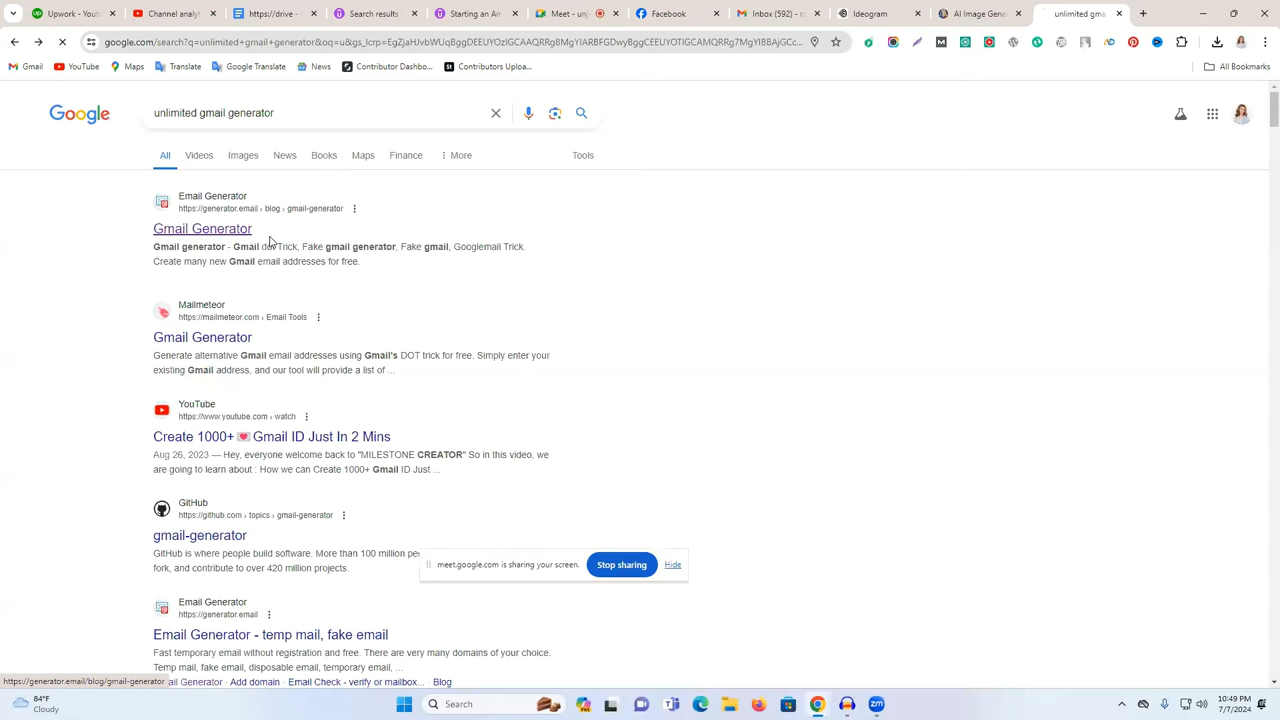 Upwork
Channel analyt
https://drive -
Search results
Starting an An
Meet - unj
Facebook
Inbox (592) - r
Ideogram
AI Image Gene
unlimited gma
google.com/search?q=unlimited+gmail+generator&oq=u&gs_lcrp=EgZjaHJvbWUqBggDEEUYOzIGCAAQRRg8MgYIARBFGDwyBggCEEUYOTIGCAMQRRg7MgYIBBAjGCc...
Gmail
YouTube
Maps
Translate
Google Translate
News
Contributor Dashbo...
Contributors Uploa...
All Bookmarks
Google
unlimited gmail generator
All
Videos
Images
News
Books
Maps
Finance
More
Tools
Email Generator
https://generator.email › blog › gmail-generator
Gmail Generator
Gmail generator - Gmail dot Trick, Fake gmail generator, Fake gmail, Googlemail Trick.
Create many new Gmail email addresses for free.
Mailmeteor
https://mailmeteor.com › Email Tools
Gmail Generator
Generate alternative Gmail email addresses using Gmail's DOT trick for free. Simply enter your
existing Gmail address, and our tool will provide a list of ...
YouTube
https://www.youtube.com › watch
Create 1000+ 💌 Gmail ID Just In 2 Mins
Aug 26, 2023 — Hey, everyone welcome back to "MILESTONE CREATOR" So in this video, we
are going to learn about : How we can Create 1000+ Gmail ID Just ...
GitHub
https://github.com › topics › gmail-generator
gmail-generator
GitHub is where people build software. More than 100 million peo
fork, and contribute to over 420 million projects.
meet.google.com is sharing your screen.
Stop sharing
Hide
Email Generator
https://generator.email
Email Generator - temp mail, fake email
Fast temporary email without registration and free. There are very many domains of your choice.
Temp mail, fake email, disposable email, temporary email, ...
ail Generator · Add domain · Email Check - verify or mailbox... · Blog
https://generator.email/blog/gmail-generator
84°F
Cloudy
Search
10:49 PM
7/7/2024